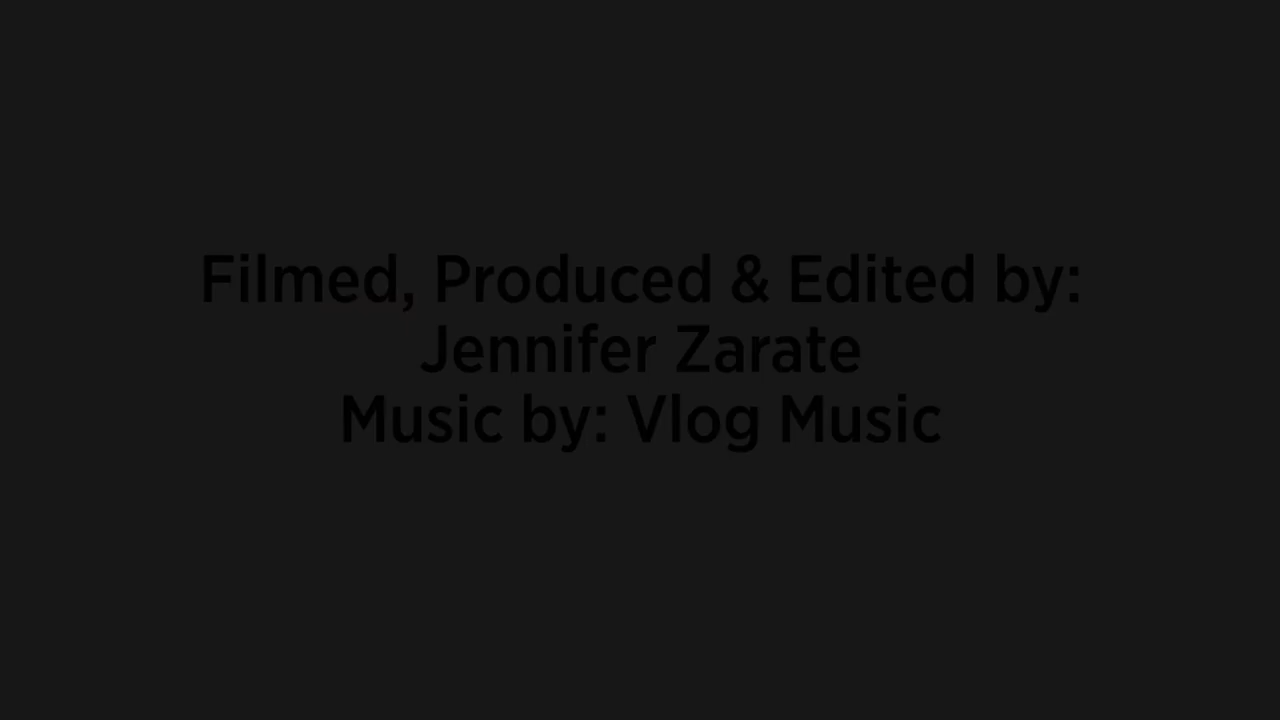 Filmed, Produced & Edited by:
Jennifer Zarate
Music by: Vlog Music